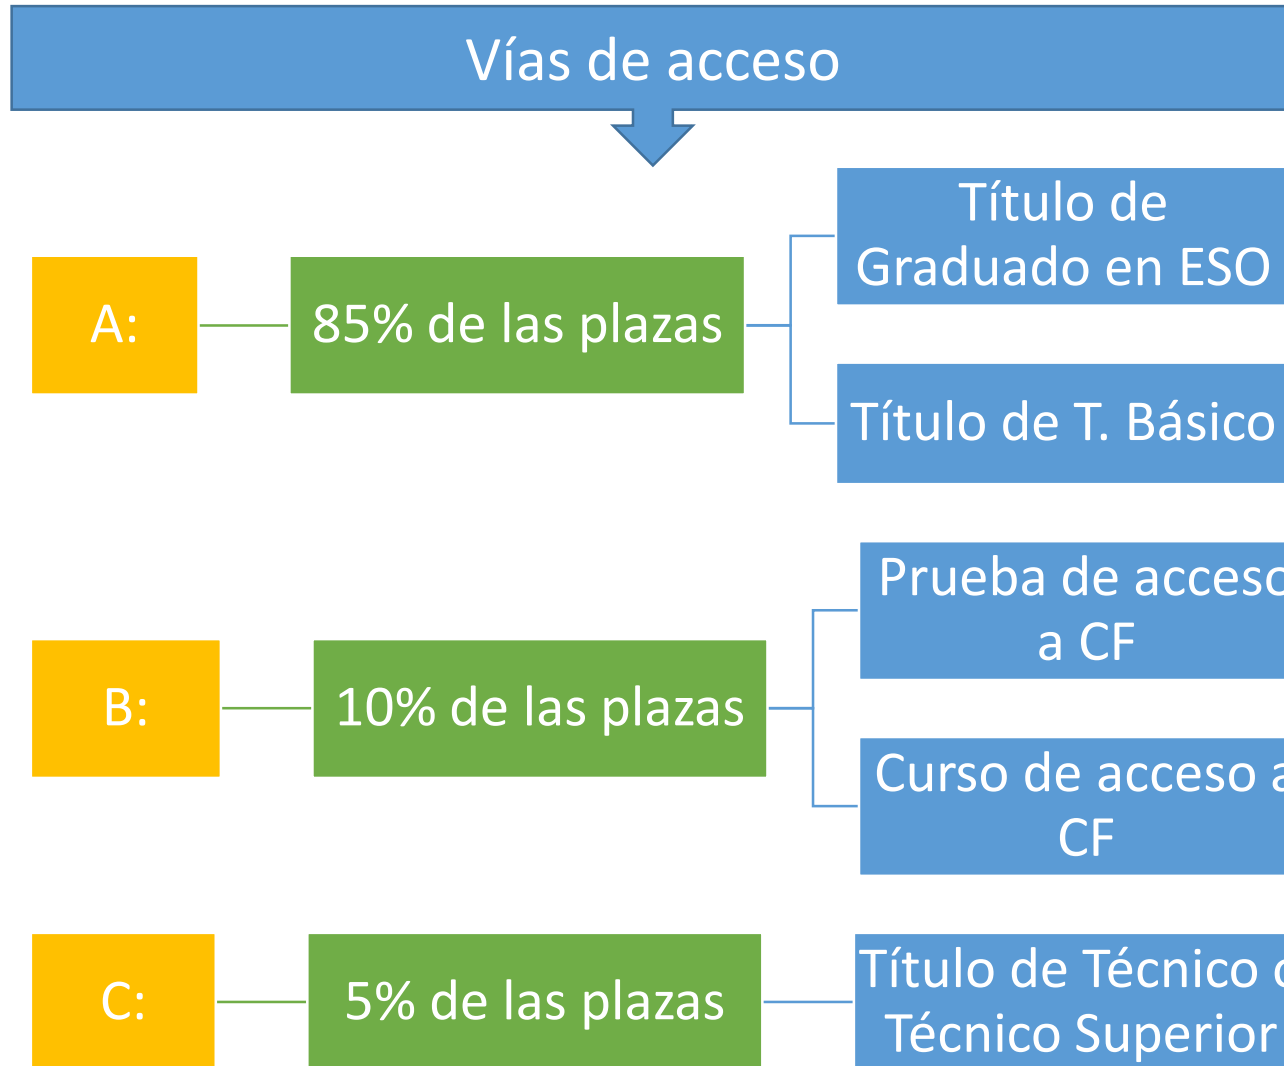 Vías de acceso
A:
85% de las plazas
Título de
Graduado en ESO
Título de T. Básico
B:
10% de las plazas
Prueba de acceso
a CF
Curso de acceso a
CF
C:
5% de las plazas
Título de Técnico o
Técnico Superior